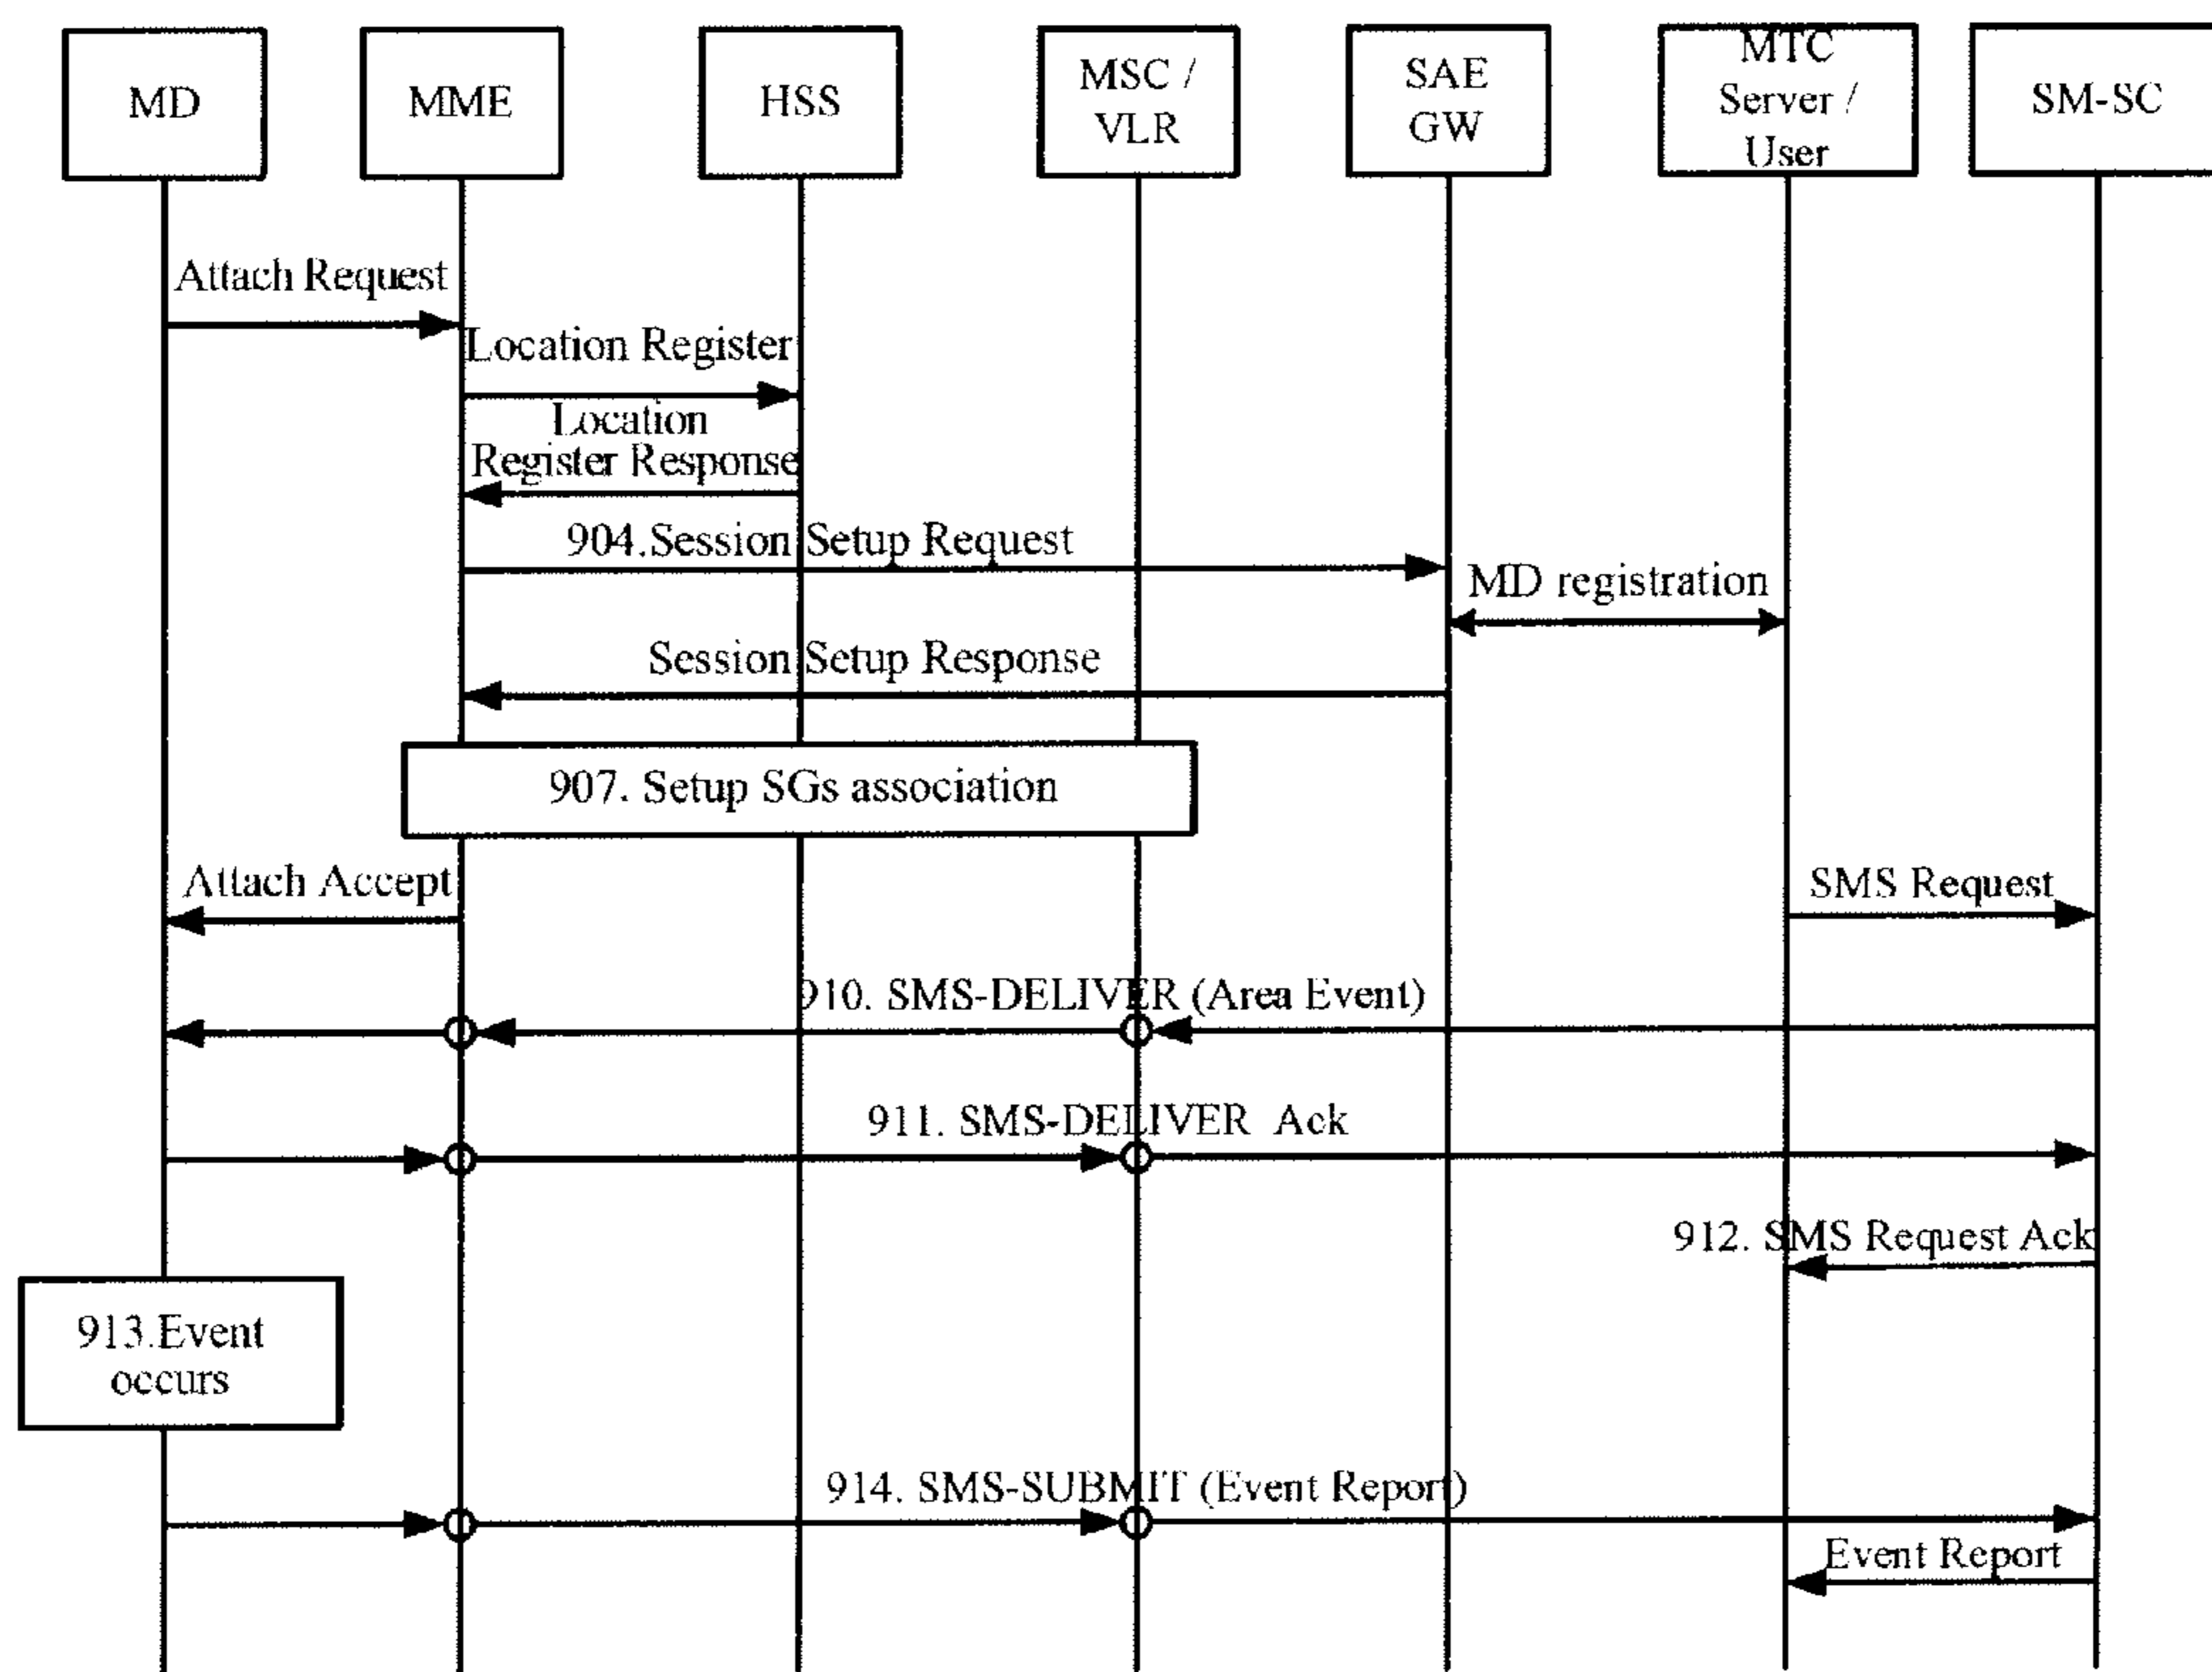 MD
MME
HSS
MSC /
VLR
SAE
GW
MTC
Server /
User
SM-SC
Attach Request
Location Register
Location
Register Response
904.Session Setup Request
MD registration
Session Setup Response
907. Setup SGs association
Attach Accept
SMS Request
910. SMS-DELIVER (Area Event)
911. SMS-DELIVER Ack
912. SMS Request Ack
913.Event
occurs
914. SMS-SUBMIT (Event Report)
Event Report